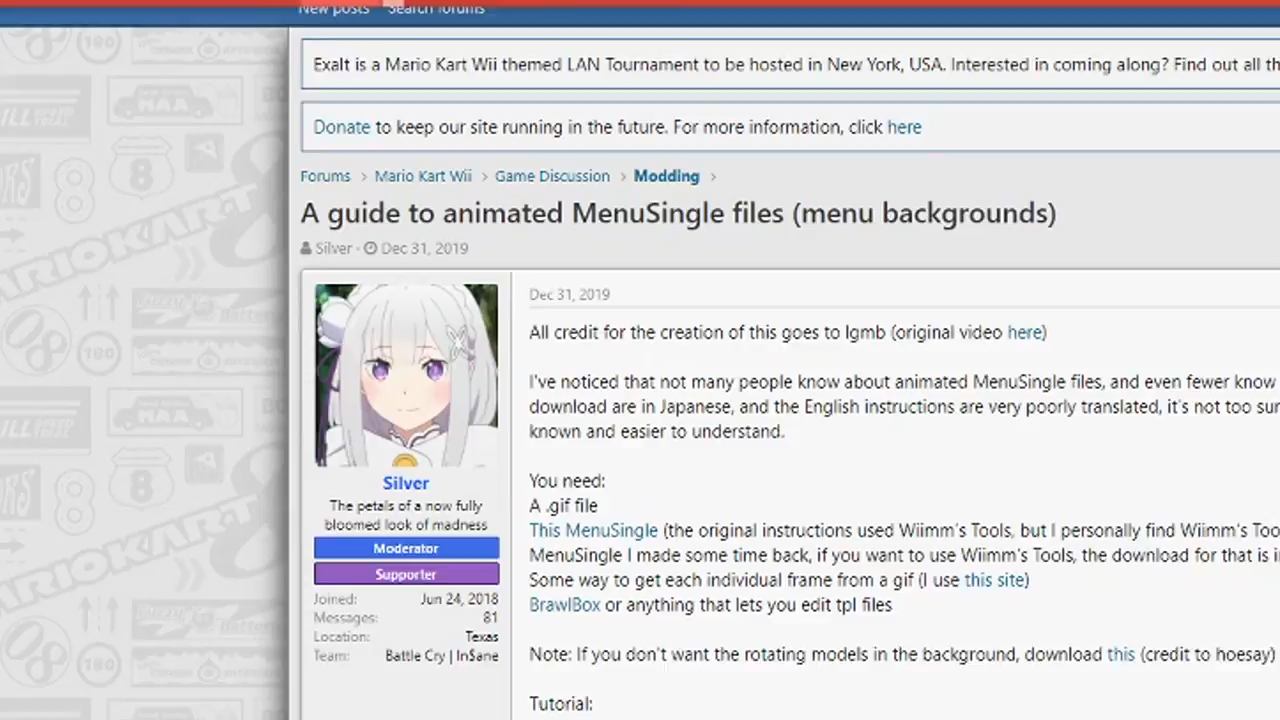 New posts Search forums
Exalt is a Mario Kart Wii themed LAN Tournament to be hosted in New York, USA. Interested in coming along? Find out all th
Donate to keep our site running in the future. For more information, click here
Forums > Mario Kart Wii > Game Discussion > Modding >
A guide to animated MenuSingle files (menu backgrounds)
Silver · Dec 31, 2019
Dec 31, 2019
All credit for the creation of this goes to lgmb (original video here)
I've noticed that not many people know about animated MenuSingle files, and even fewer know
download are in Japanese, and the English instructions are very poorly translated, it's not too sur
known and easier to understand.
You need:
A .gif file
This MenuSingle (the original instructions used Wiimm's Tools, but I personally find Wiimm's Too
MenuSingle I made some time back, if you want to use Wiimm's Tools, the download for that is i
Some way to get each individual frame from a gif (I use this site)
BrawlBox or anything that lets you edit tpl files
Note: If you don't want the rotating models in the background, download this (credit to hoesay)
Tutorial:
Silver
The petals of a now fully
bloomed look of madness
Moderator
Supporter
Joined: Jun 24, 2018
Messages: 81
Location: Texas
Team: Battle Cry | In$ane
MARIOKART 8